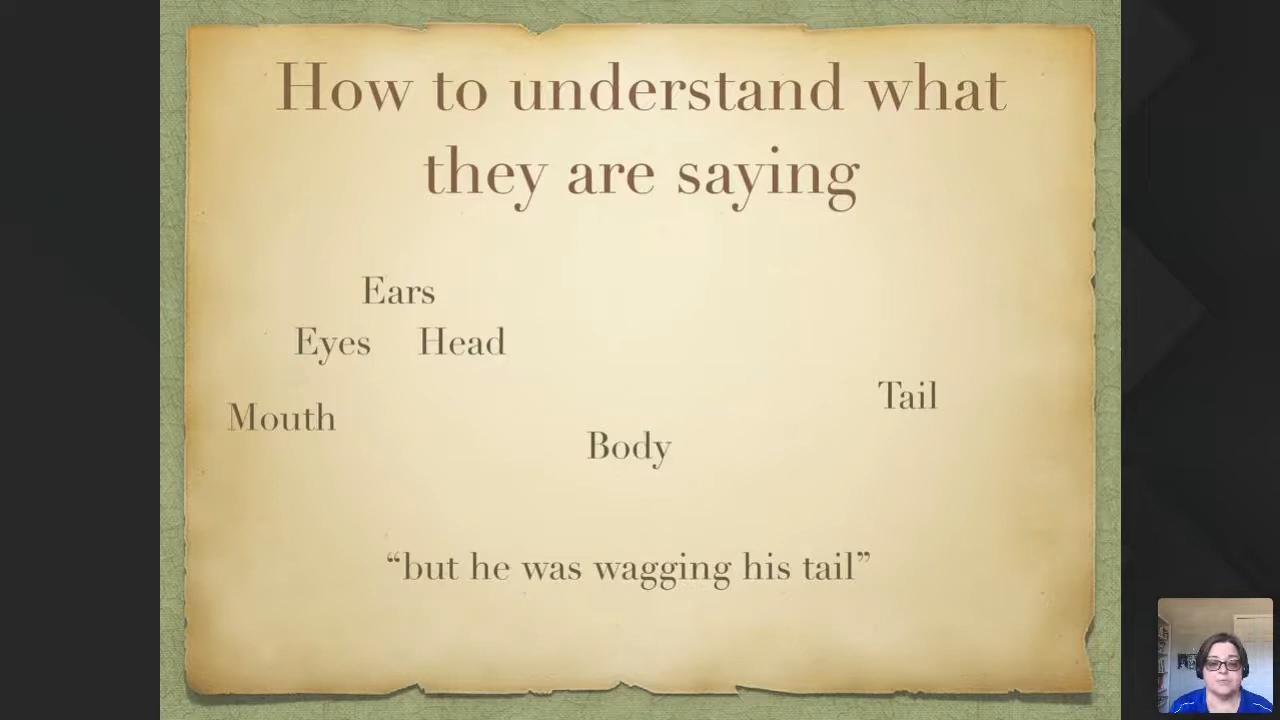 How to understand what
they are saying
Ears
Eyes Head
Tail
Mouth
Body
“but he was wagging his tail”